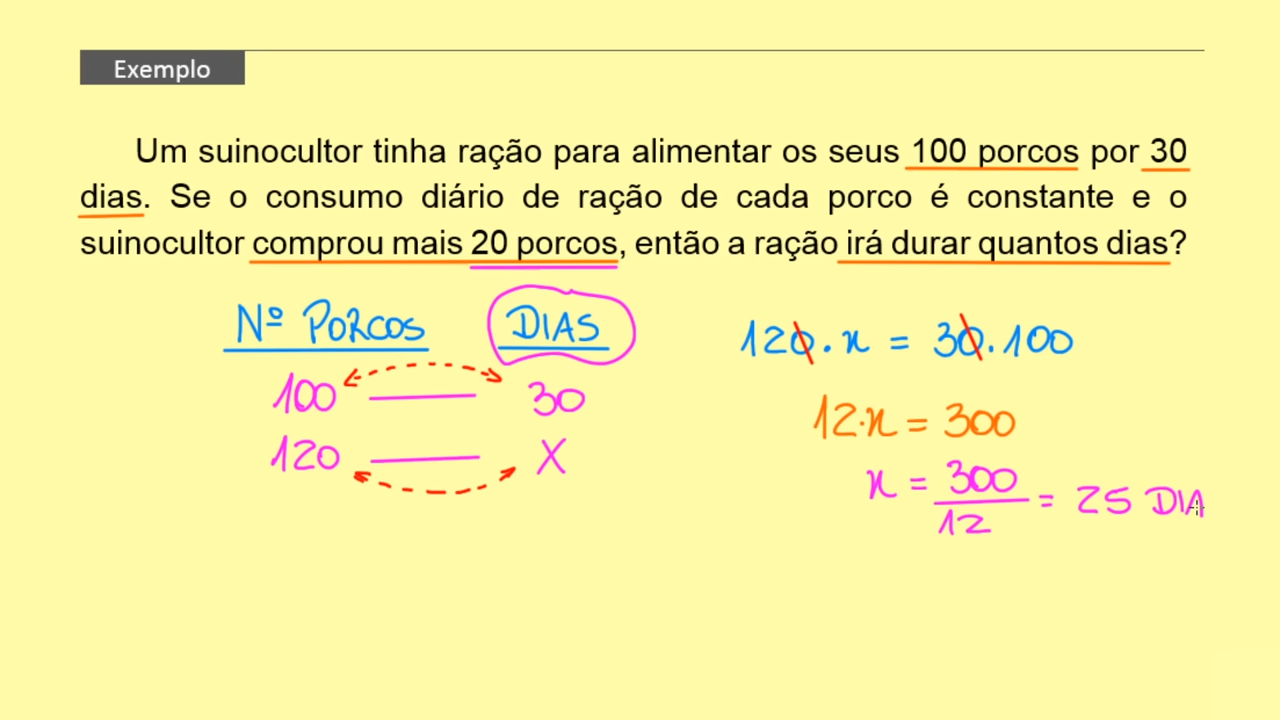 Exemplo
Um suinocultor tinha ração para alimentar os seus 100 porcos por 30
dias. Se o consumo diário de ração de cada porco é constante e o
suinocultor comprou mais 20 porcos, então a ração irá durar quantos dias?
Nº PORCOS DIAS
100 30
120 X
120 . x = 30 . 100
12.x = 300
x = 300/12 = 25 DIA